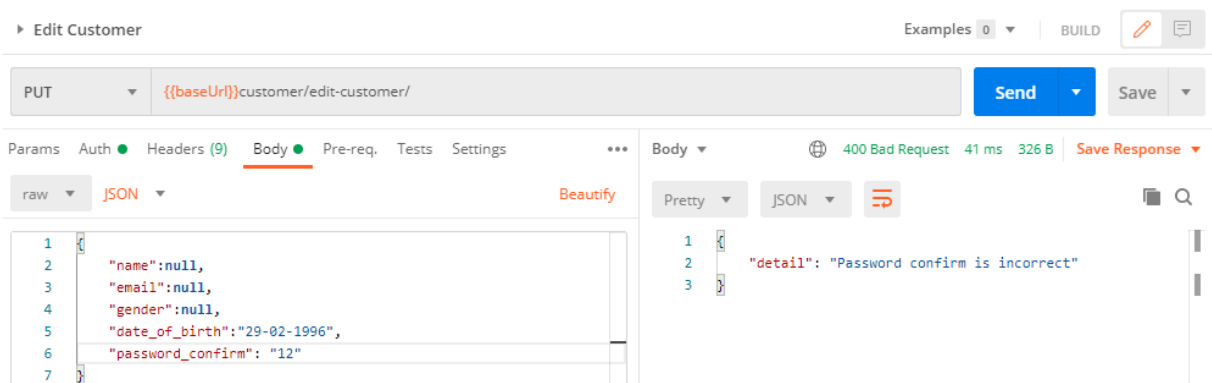 Edit Customer
Examples 0
BUILD
PUT
{{baseUrl}}customer/edit-customer/
Send
Save
Params Auth Headers (9) Body Pre-req. Tests Settings
Body
400 Bad Request 41 ms 326 B Save Response
raw JSON Beautify
Pretty JSON
1 {
2 "name":null,
3 "email":null,
4 "gender":null,
5 "date_of_birth":"29-02-1996",
6 "password_confirm": "12"
7 }
1 {
2 "detail": "Password confirm is incorrect"
3 }